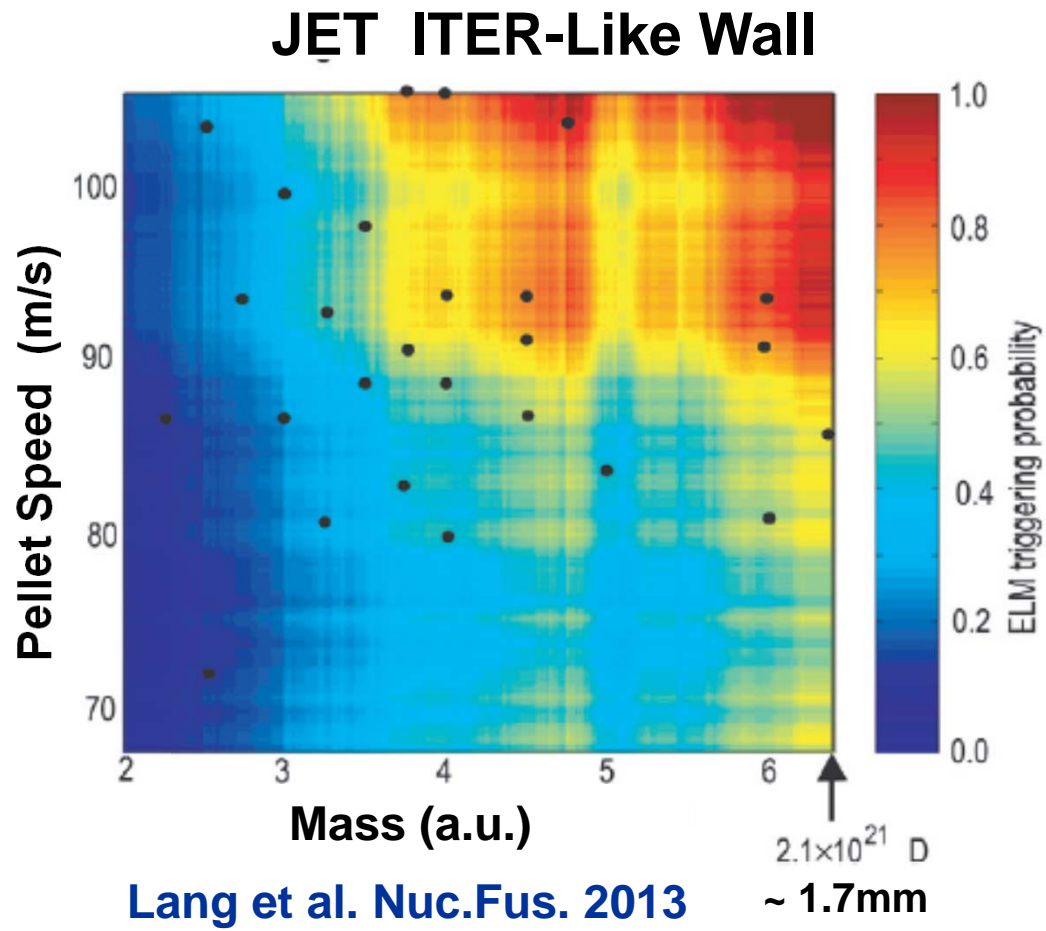 JET ITER-Like Wall
Pellet Speed (m/s)
100
90
80
70
2 3 4 5 6
Mass (a.u.)
1.0
0.8
0.6
0.4
0.2
0.0
ELM triggering probability
2.1×10²¹ D
~ 1.7mm
Lang et al. Nuc.Fus. 2013